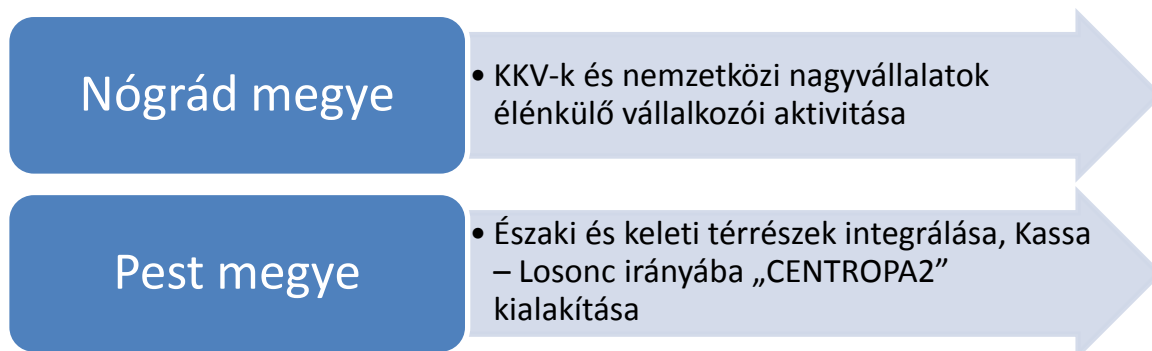 Nógrád megye
• KKV-k és nemzetközi nagyvállalatok
élénkülő vállalkozói aktivitása
Pest megye
• Északi és keleti térrészek integrálása, Kassa
– Losonc irányába „CENTROPA2”
kialakítása